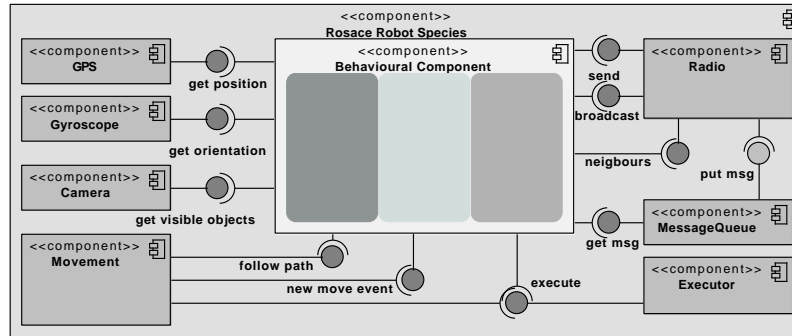 <<component>>
Rosace Robot Species
<<component>>
GPS
get position
<<component>>
Gyroscope
get orientation
<<component>>
Camera
get visible objects
<<component>>
Movement
follow path
new move event
<<component>>
Behavioural Component
send
broadcast
neigbours
get msg
execute
<<component>>
Radio
put msg
<<component>>
MessageQueue
<<component>>
Executor